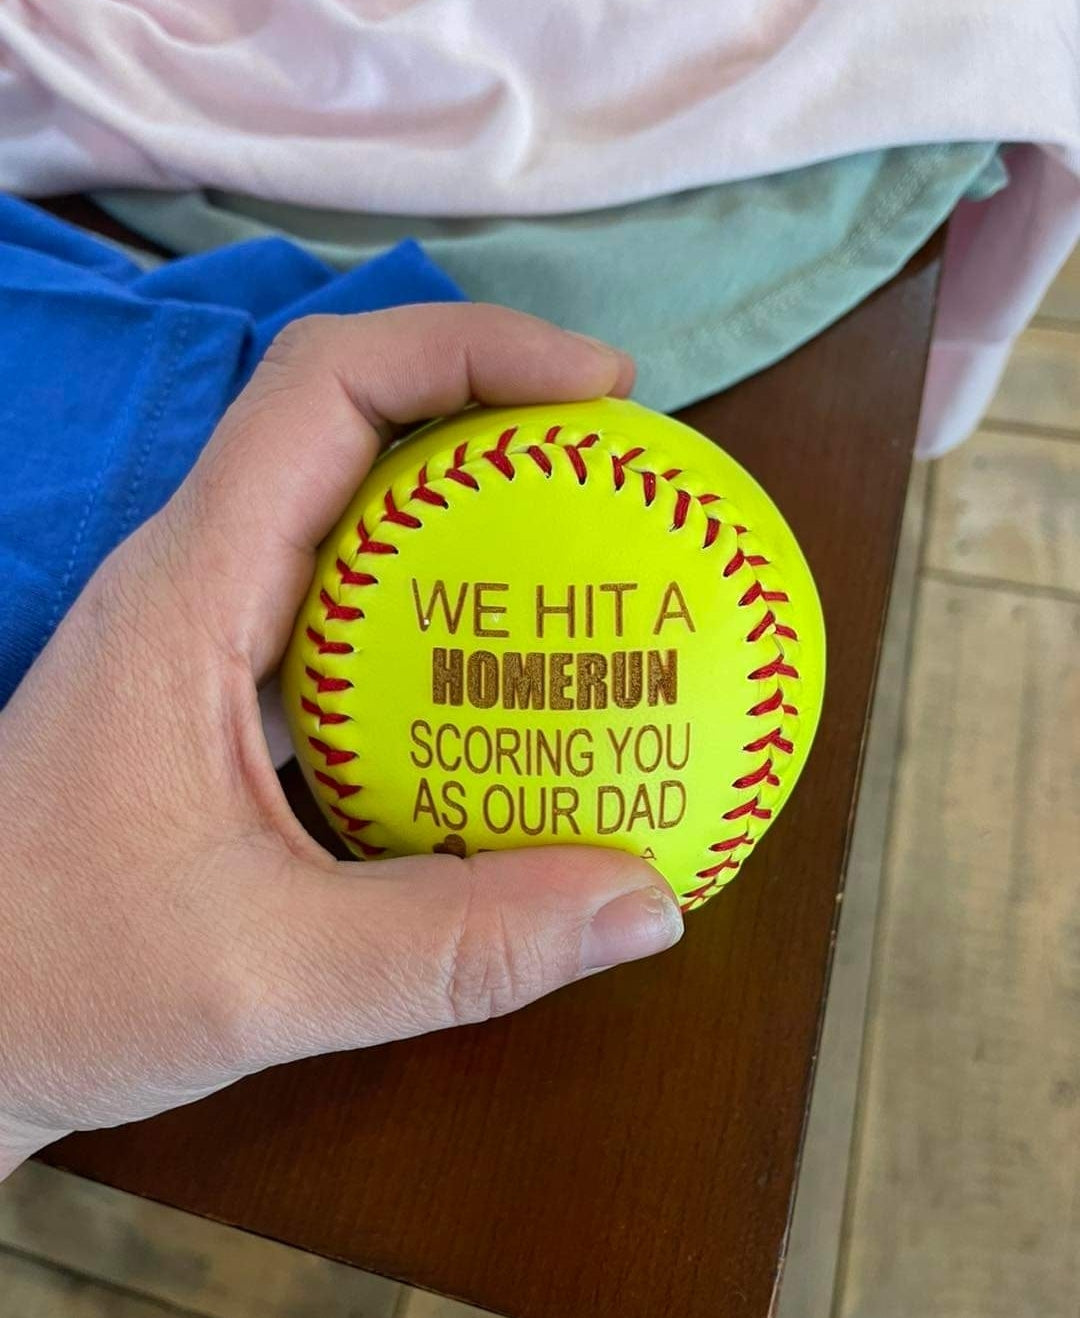 WE HIT A
HOMERUN
SCORING YOU
AS OUR DAD